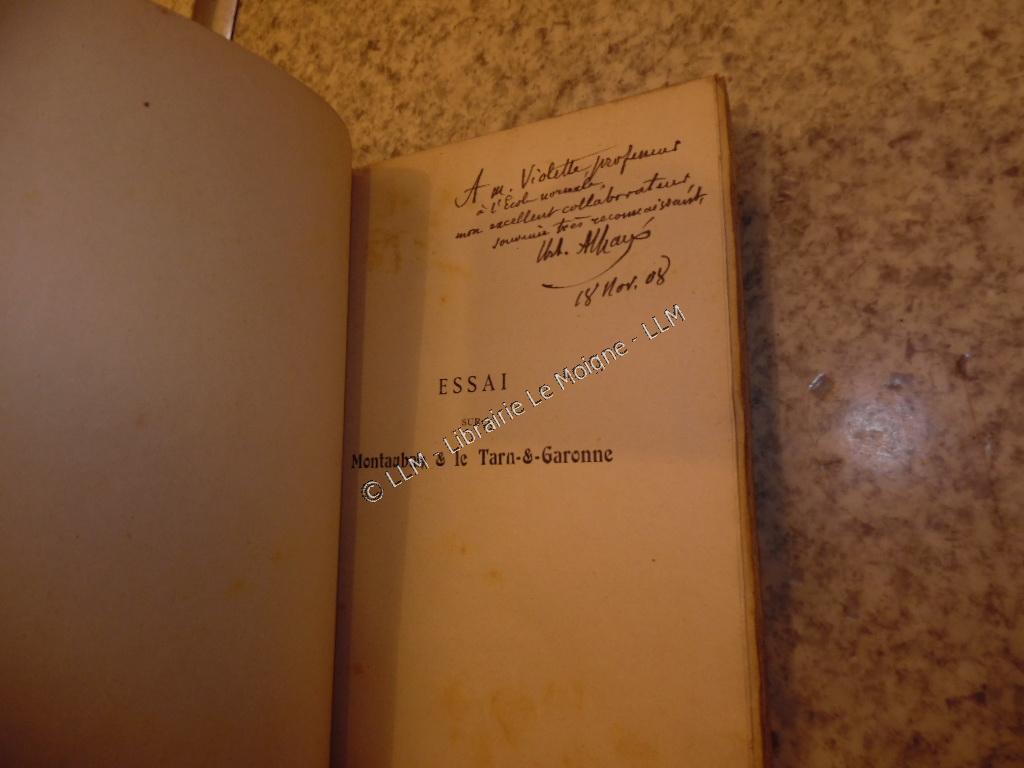 A m. Violette, professeur
à l'École normale,
mon excellent collaborateur
souvenir très reconnaissant,
18 Nov. 08
ESSAI
SUR
Montauban & le Tarn-&-Garonne
© LLM - Librairie Le Moigne - LLM